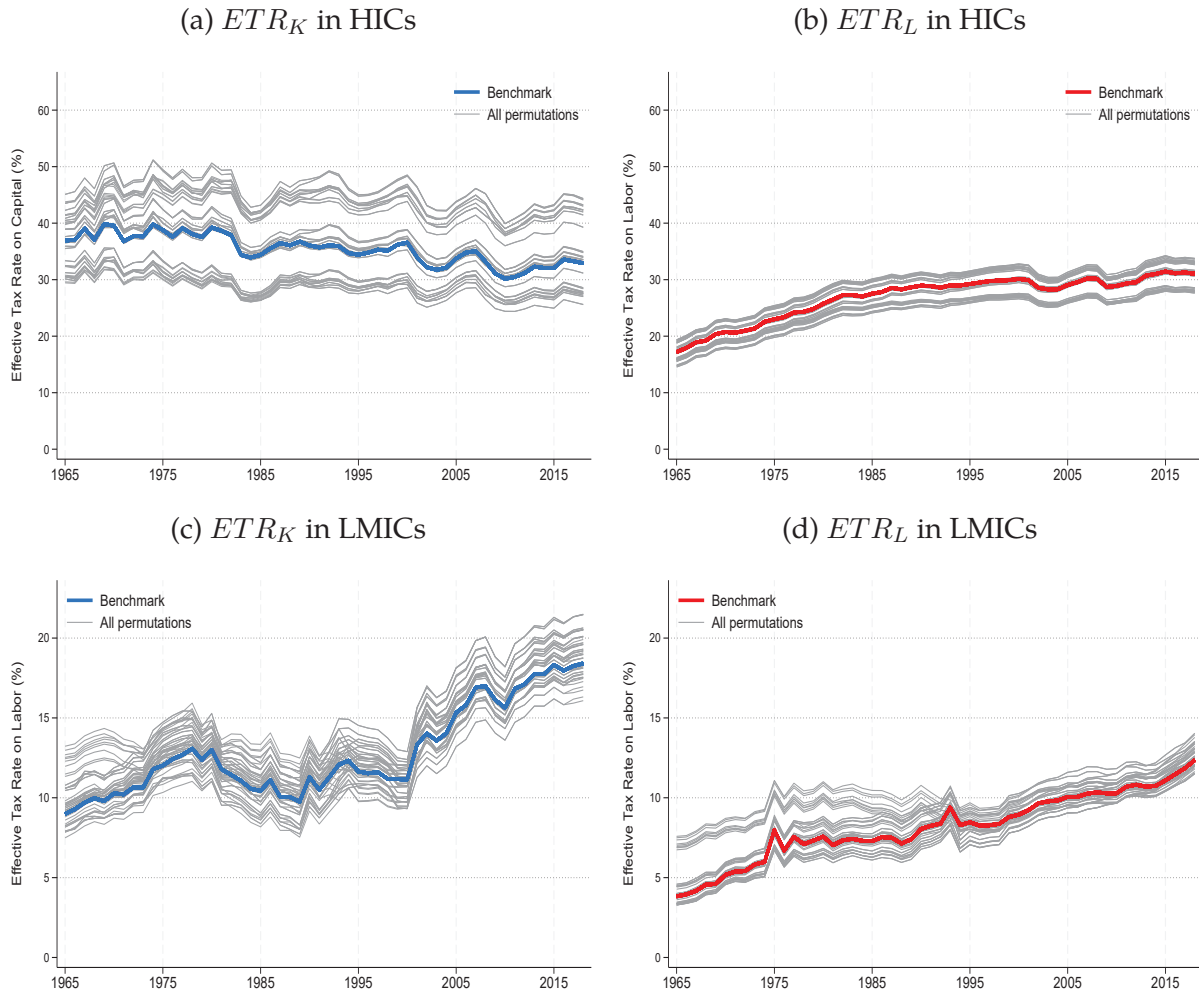 (a) ETR_K in HICs
Effective Tax Rate on Capital (%)
Benchmark
All permutations
60
50
40
30
20
10
0
1965 1975 1985 1995 2005 2015
(b) ETR_L in HICs
Effective Tax Rate on Labor (%)
Benchmark
All permutations
60
50
40
30
20
10
0
1965 1975 1985 1995 2005 2015
(c) ETR_K in LMICs
Effective Tax Rate on Labor (%)
Benchmark
All permutations
20
15
10
5
0
1965 1975 1985 1995 2005 2015
(d) ETR_L in LMICs
Effective Tax Rate on Labor (%)
Benchmark
All permutations
20
15
10
5
0
1965 1975 1985 1995 2005 2015